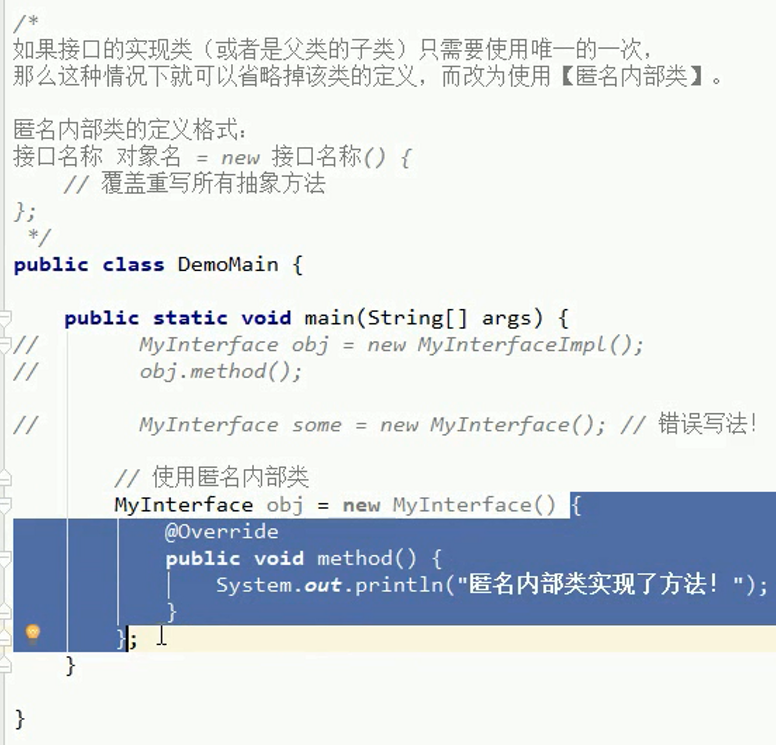 /*
如果接口的实现类（或者是父类的子类）只需要使用唯一的一次，
那么这种情况下就可以省略掉该类的定义，而改为使用【匿名内部类】。
匿名内部类的定义格式：
接口名称 对象名 = new 接口名称() {
// 覆盖重写所有抽象方法
};
*/
public class DemoMain {
public static void main(String[] args) {
// MyInterface obj = new MyInterfaceImpl();
// obj.method();
// MyInterface some = new MyInterface(); // 错误写法！
// 使用匿名内部类
MyInterface obj = new MyInterface() {
@Override
public void method() {
System.out.println("匿名内部类实现了方法！");
}
};
}
}